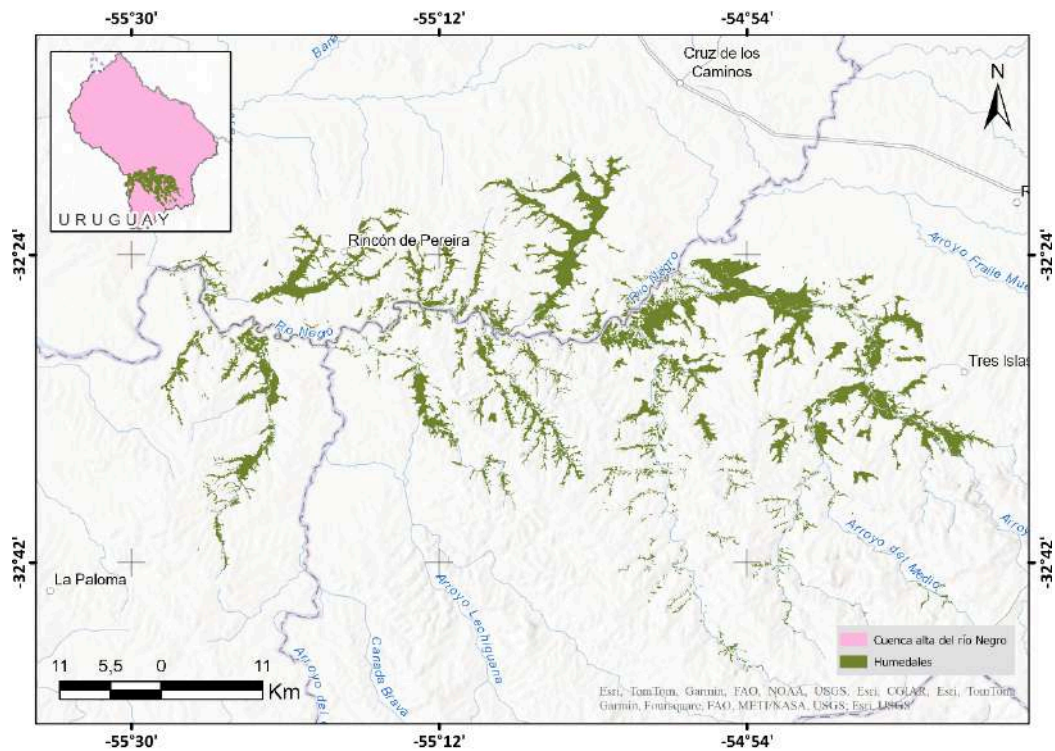 -55°30'
-55°12'
-54°54'
Cruz de los
Caminos
N
URUGUAY
Rincón de Pereira
-32°24'
-32°24'
Arroyo Fraile Mue
Río Negro
Río Negro
Tres Islas
-32°42'
-32°42'
La Paloma
Arroyo del Medio
Arroyo
Arroyo Lechiguana
Cañada Brava
Arroyo de
Cuenca alta del río Negro
Humedales
11 5,5 0 11
Km
Esri, TomTom, Garmin, FAO, NOAA, USGS, Esri, CGIAR, Esri, TomTom,
Garmin, Foursquare, FAO, METI/NASA, USGS; Esri, USGS
-55°30'
-55°12'
-54°54'